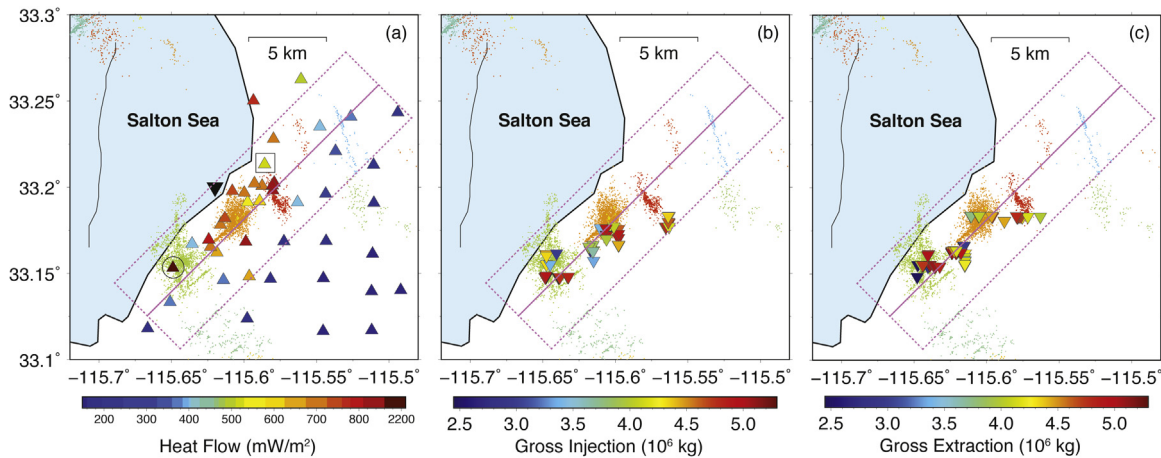 33.3°
33.25°
33.2°
33.15°
33.1°
(a)
5 km
Salton Sea
−115.7° −115.65° −115.6° −115.55° −115.5°
200 300 400 500 600 700 800 2200
Heat Flow (mW/m²)
(b)
5 km
Salton Sea
−115.7° −115.65° −115.6° −115.55° −115.5°
2.5 3.0 3.5 4.0 4.5 5.0
Gross Injection (10⁶ kg)
(c)
5 km
Salton Sea
−115.7° −115.65° −115.6° −115.55° −115.5°
2.5 3.0 3.5 4.0 4.5 5.0
Gross Extraction (10⁶ kg)